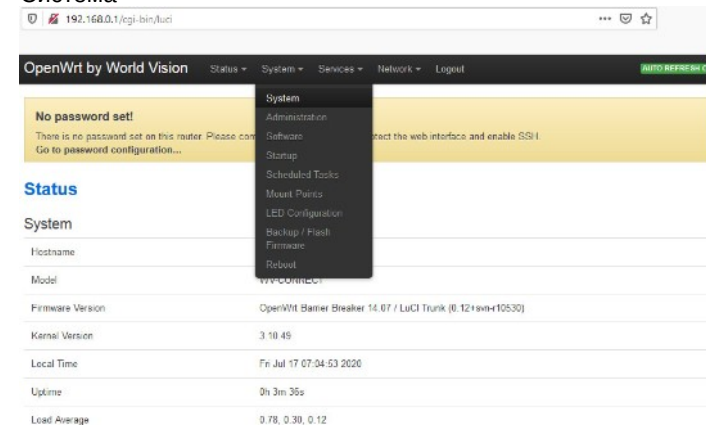 Система
192.168.0.1/cgi-bin/luci
OpenWrt by World Vision Status System Services Network Logout AUTO REFRESH
System
Administration
Software
Startup
Scheduled Tasks
Mount Points
LED Configuration
Backup / Flash
Firmware
Reboot
No password set!
There is no password set on this router. Please tect the web interface and enable SSH.
Go to password configuration...
Status
System
Hostname
Model WV-CONNECT
Firmware Version OpenWrt Barrier Breaker 14.07 / LuCI Trunk (0.12+svn-r10530)
Kernel Version 3.10.49
Local Time Fri Jul 17 07:04:53 2020
Uptime 0h 3m 36s
Load Average 0.78, 0.30, 0.12